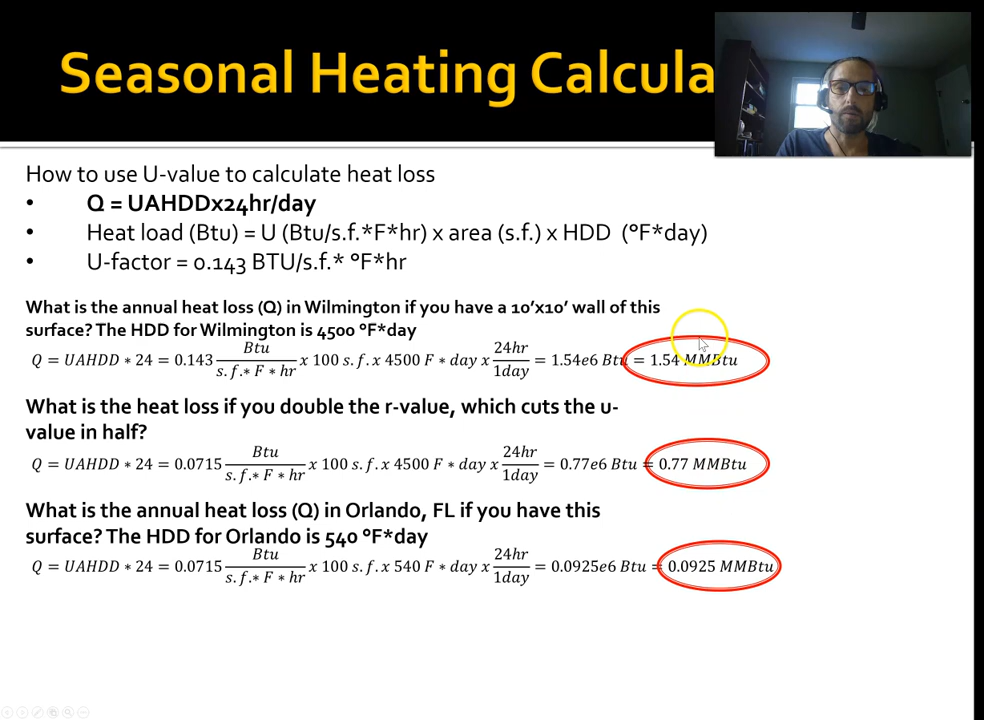 Seasonal Heating Calcula
How to use U-value to calculate heat loss
• Q = UAHDDx24hr/day
• Heat load (Btu) = U (Btu/s.f.*F*hr) x area (s.f.) x HDD (°F*day)
• U-factor = 0.143 BTU/s.f.* °F*hr
What is the annual heat loss (Q) in Wilmington if you have a 10’x10’ wall of this
surface? The HDD for Wilmington is 4500 °F*day
Q = UAHDD * 24 = 0.143 Btu / s.f.* F * hr x 100 s.f.x 4500 F * day x 24hr / 1day = 1.54e6 Btu = 1.54 MMBtu
What is the heat loss if you double the r-value, which cuts the u-
value in half?
Q = UAHDD * 24 = 0.0715 Btu / s.f.* F * hr x 100 s.f.x 4500 F * day x 24hr / 1day = 0.77e6 Btu = 0.77 MMBtu
What is the annual heat loss (Q) in Orlando, FL if you have this
surface? The HDD for Orlando is 540 °F*day
Q = UAHDD * 24 = 0.0715 Btu / s.f.* F * hr x 100 s.f.x 540 F * day x 24hr / 1day = 0.0925e6 Btu = 0.0925 MMBtu